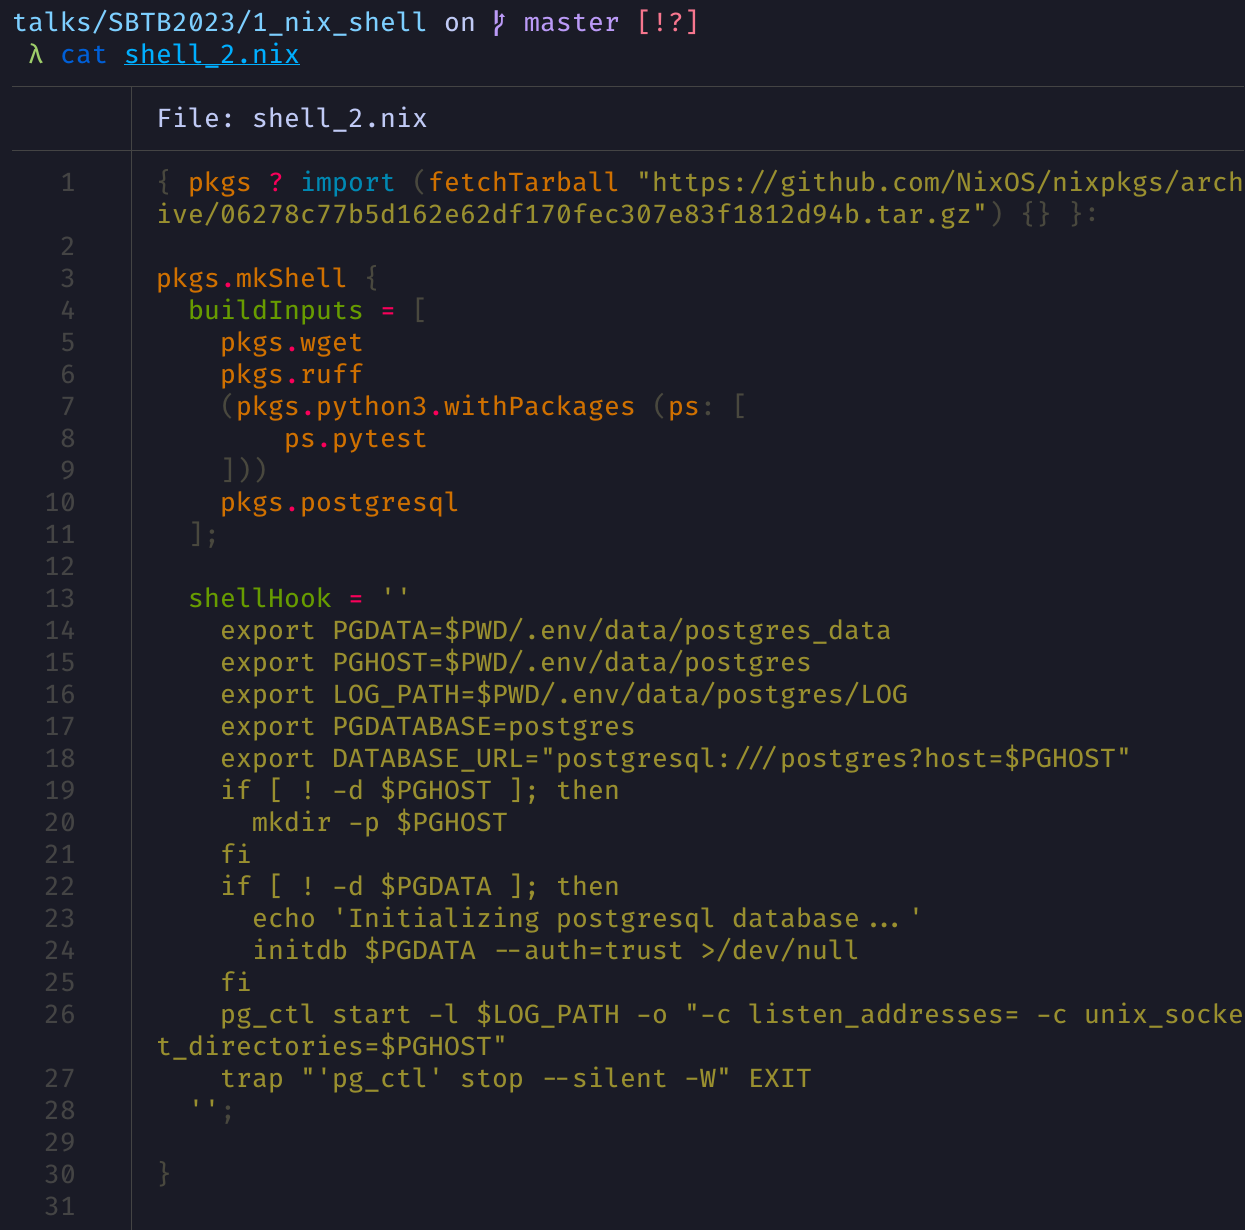 talks/SBTB2023/1_nix_shell on master [!?]
λ cat shell_2.nix
File: shell_2.nix
1 { pkgs ? import (fetchTarball "https://github.com/NixOS/nixpkgs/arch
ive/06278c77b5d162e62df170fec307e83f1812d94b.tar.gz") {} }:
2
3 pkgs.mkShell {
4   buildInputs = [
5     pkgs.wget
6     pkgs.ruff
7     (pkgs.python3.withPackages (ps: [
8         ps.pytest
9     ]))
10     pkgs.postgresql
11   ];
12
13   shellHook = ''
14     export PGDATA=$PWD/.env/data/postgres_data
15     export PGHOST=$PWD/.env/data/postgres
16     export LOG_PATH=$PWD/.env/data/postgres/LOG
17     export PGDATABASE=postgres
18     export DATABASE_URL="postgresql:///postgres?host=$PGHOST"
19     if [ ! -d $PGHOST ]; then
20       mkdir -p $PGHOST
21     fi
22     if [ ! -d $PGDATA ]; then
23       echo 'Initializing postgresql database...'
24       initdb $PGDATA --auth=trust >/dev/null
25     fi
26     pg_ctl start -l $LOG_PATH -o "-c listen_addresses= -c unix_socke
t_directories=$PGHOST"
27     trap "'pg_ctl' stop --silent -W" EXIT
28   '';
29
30 }
31